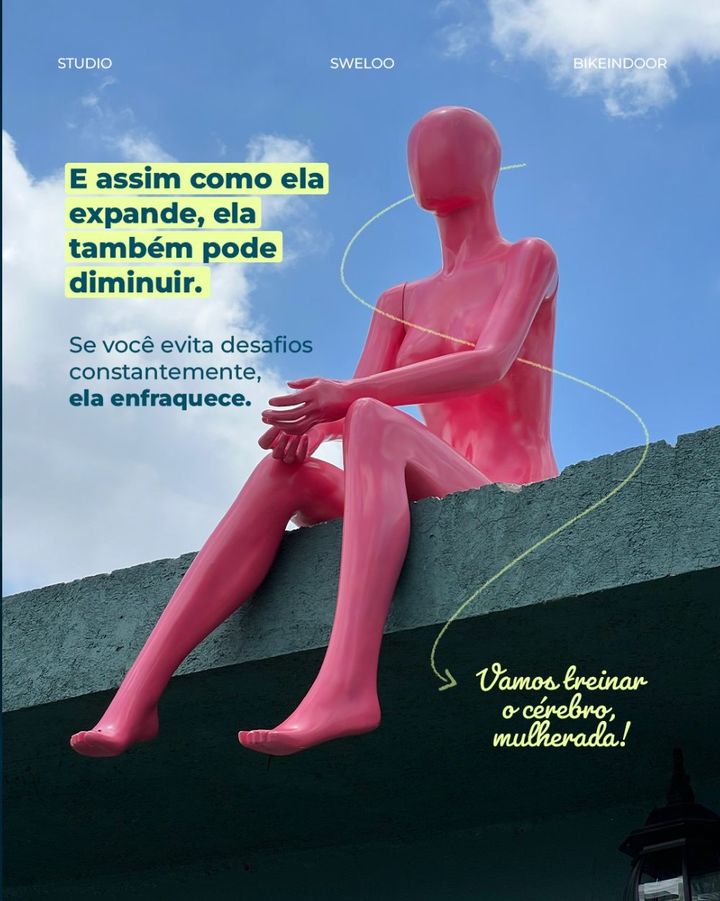 STUDIO SWELOO BIKEINDOOR
E assim como ela
expande, ela
também pode
diminuir.
Se você evita desafios
constantemente,
ela enfraquece.
Vamos treinar
o cérebro,
mulherada!